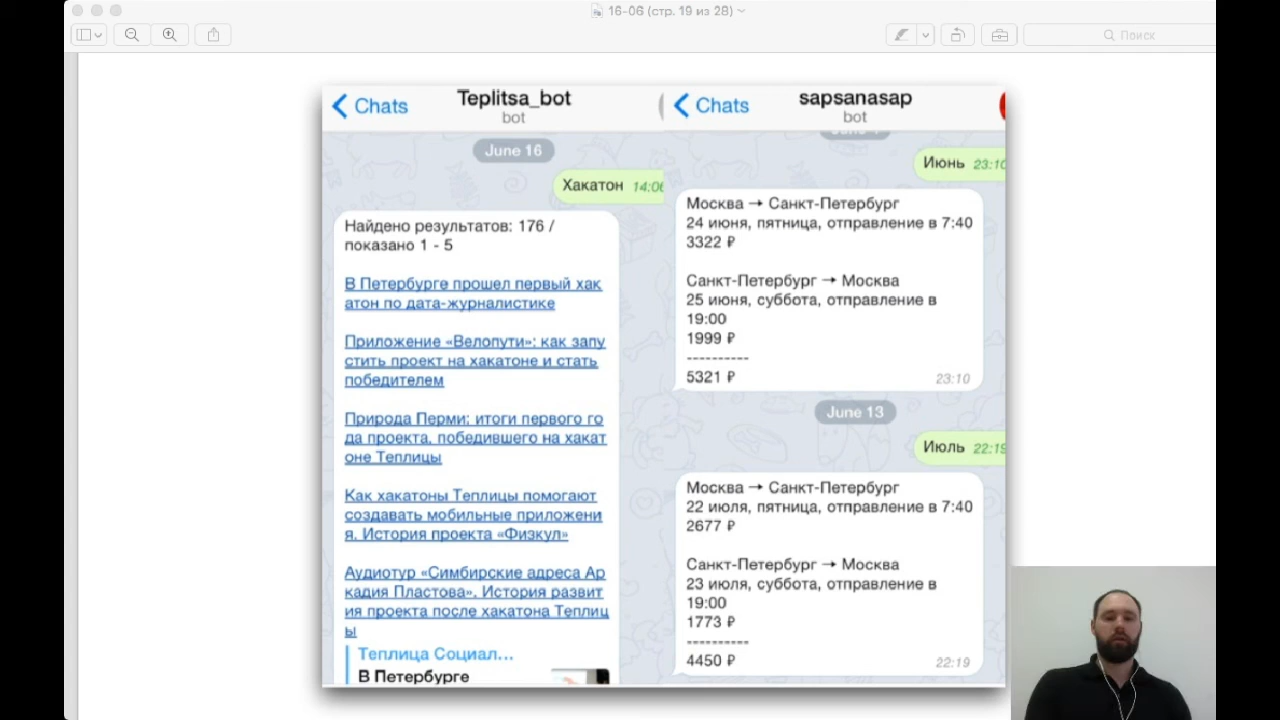 16-06 (стр. 19 из 28)
Поиск
Chats
Teplitsa_bot
bot
June 16
Хакатон 14:06
Найдено результатов: 176 /
показано 1 - 5
В Петербурге прошел первый хак
атон по дата-журналистике
Приложение «Велопути»: как запу
стить проект на хакатоне и стать
победителем
Природа Перми: итоги первого го
да проекта, победившего на хакат
оне Теплицы
Как хакатоны Теплицы помогают
создавать мобильные приложени
я. История проекта «Физкул»
Аудиотур «Симбирские адреса Ар
кадия Пластова». История развит
ия проекта после хакатона Теплиц
ы
Теплица Социал...
В Петербурге
Chats
sapsanasap
bot
Июнь 23:10
Москва → Санкт-Петербург
24 июня, пятница, отправление в 7:40
3322 ₽
Санкт-Петербург → Москва
25 июня, суббота, отправление в
19:00
1999 ₽
----------
5321 ₽
23:10
June 13
Июль 22:19
Москва → Санкт-Петербург
22 июля, пятница, отправление в 7:40
2677 ₽
Санкт-Петербург → Москва
23 июля, суббота, отправление в
19:00
1773 ₽
----------
4450 ₽
22:19